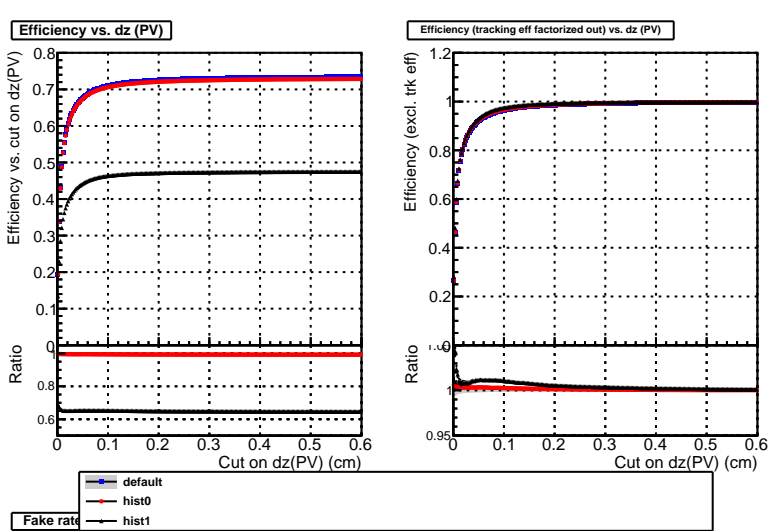 Efficiency vs. dz (PV)
Efficiency (tracking eff factorized out) vs. dz (PV)
Efficiency vs. cut on dz(PV)
0.8
0.7
0.6
0.5
0.4
0.3
0.2
0.1
0
Ratio
1
0.8
0.6
0 0.1 0.2 0.3 0.4 0.5 0.6
Cut on dz(PV) (cm)
Efficiency (excl. trk eff)
1.2
1
0.8
0.6
0.4
0.2
0
Ratio
1
0.95
0 0.1 0.2 0.3 0.4 0.5 0.6
Cut on dz(PV) (cm)
default
hist0
hist1
Fake rate